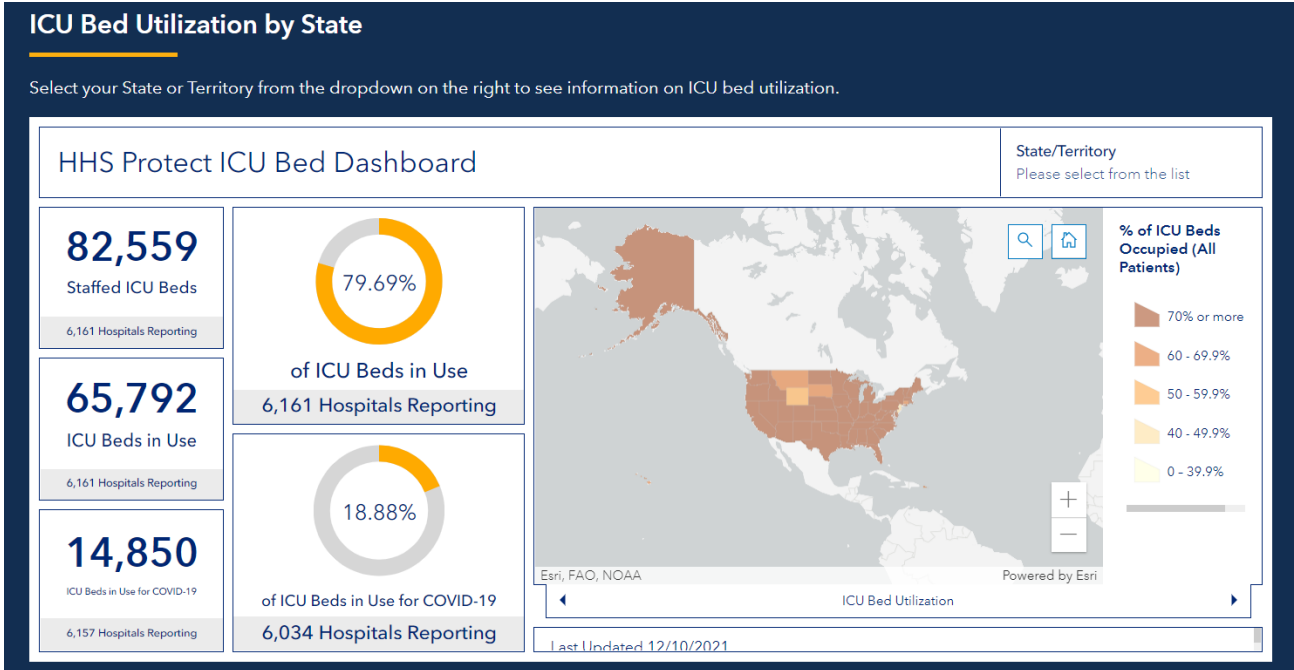 ICU Bed Utilization by State
Select your State or Territory from the dropdown on the right to see information on ICU bed utilization.
HHS Protect ICU Bed Dashboard
State/Territory
Please select from the list
82,559
Staffed ICU Beds
6,161 Hospitals Reporting
65,792
ICU Beds in Use
6,161 Hospitals Reporting
14,850
ICU Beds in Use for COVID-19
6,157 Hospitals Reporting
79.69%
of ICU Beds in Use
6,161 Hospitals Reporting
18.88%
of ICU Beds in Use for COVID-19
6,034 Hospitals Reporting
% of ICU Beds
Occupied (All
Patients)
70% or more
60 - 69.9%
50 - 59.9%
40 - 49.9%
0 - 39.9%
Esri, FAO, NOAA
Powered by Esri
ICU Bed Utilization
Last Updated 12/10/2021